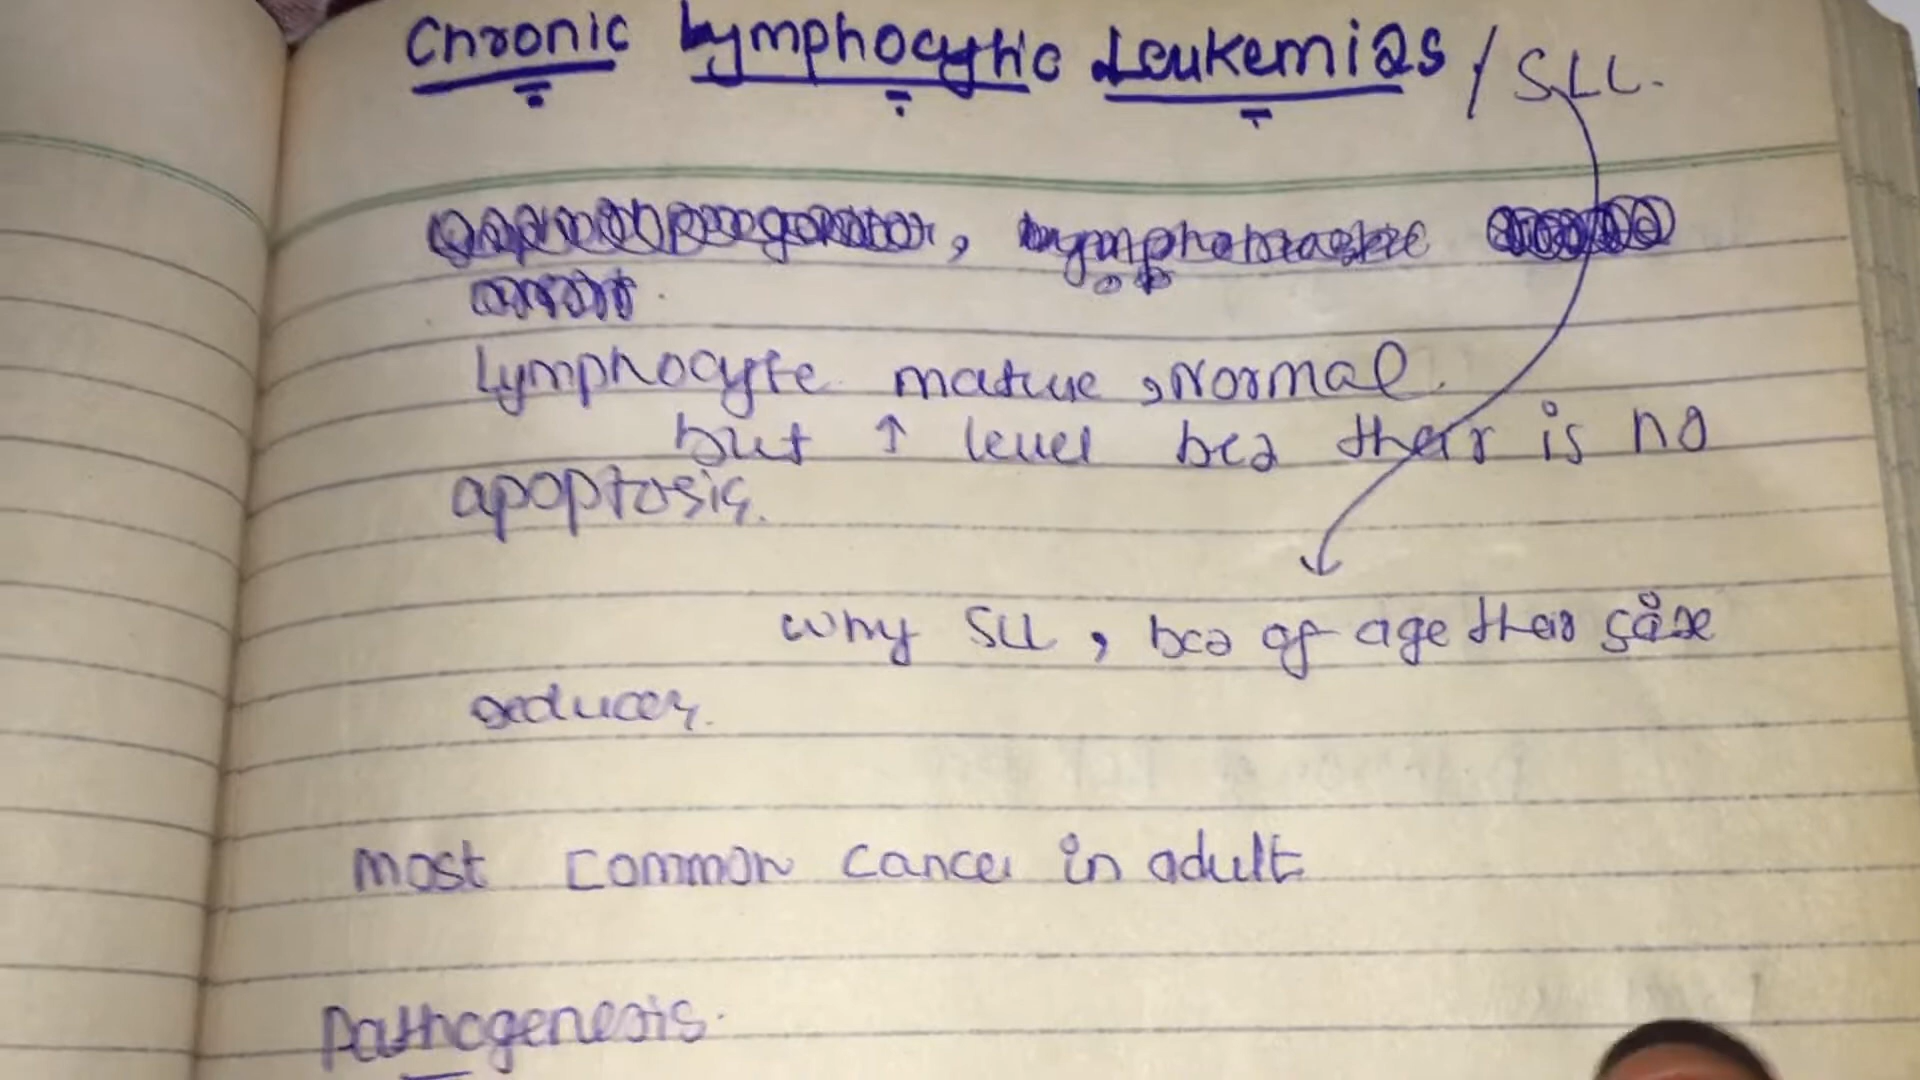 Chronic Lymphocytic Leukemias / SLL.
Lymphocyte mature, Normal.
but ↑ level bcz their is no
apoptosis.
why SLL, bcz of age their size
reduces.
most common cancer in adult
Pathogenesis.